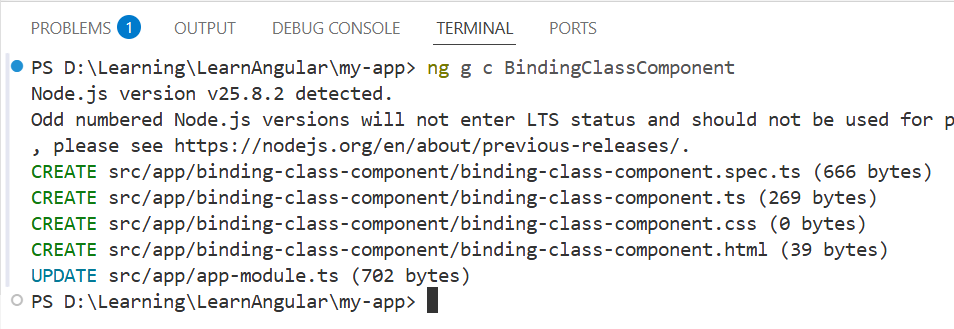 PROBLEMS 1 OUTPUT DEBUG CONSOLE TERMINAL PORTS
PS D:\Learning\LearnAngular\my-app> ng g c BindingClassComponent
Node.js version v25.8.2 detected.
Odd numbered Node.js versions will not enter LTS status and should not be used for p
, please see https://nodejs.org/en/about/previous-releases/.
CREATE src/app/binding-class-component/binding-class-component.spec.ts (666 bytes)
CREATE src/app/binding-class-component/binding-class-component.ts (269 bytes)
CREATE src/app/binding-class-component/binding-class-component.css (0 bytes)
CREATE src/app/binding-class-component/binding-class-component.html (39 bytes)
UPDATE src/app/app-module.ts (702 bytes)
PS D:\Learning\LearnAngular\my-app>